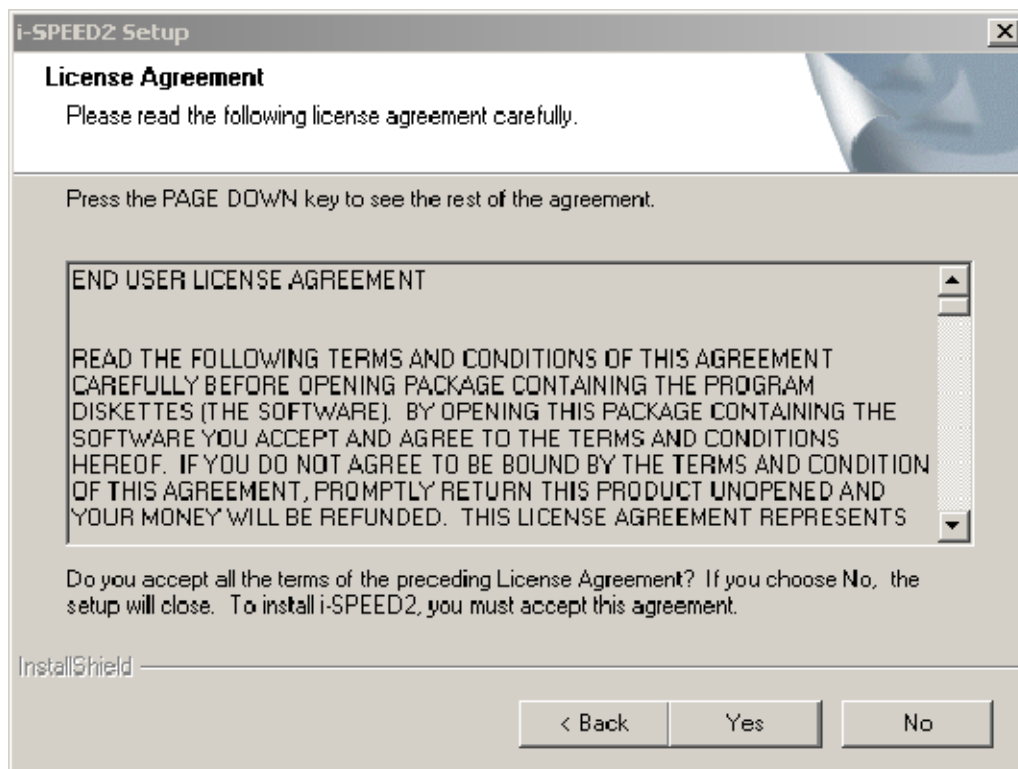 i-SPEED2 Setup
License Agreement
Please read the following license agreement carefully.
Press the PAGE DOWN key to see the rest of the agreement.
END USER LICENSE AGREEMENT
READ THE FOLLOWING TERMS AND CONDITIONS OF THIS AGREEMENT
CAREFULLY BEFORE OPENING PACKAGE CONTAINING THE PROGRAM
DISKETTES (THE SOFTWARE).  BY OPENING THIS PACKAGE CONTAINING THE
SOFTWARE YOU ACCEPT AND AGREE TO THE TERMS AND CONDITIONS
HEREOF.  IF YOU DO NOT AGREE TO BE BOUND BY THE TERMS AND CONDITION
OF THIS AGREEMENT, PROMPTLY RETURN THIS PRODUCT UNOPENED AND
YOUR MONEY WILL BE REFUNDED.  THIS LICENSE AGREEMENT REPRESENTS
Do you accept all the terms of the preceding License Agreement?  If you choose No,  the
setup will close.  To install i-SPEED2, you must accept this agreement.
InstallShield
< Back
Yes
No